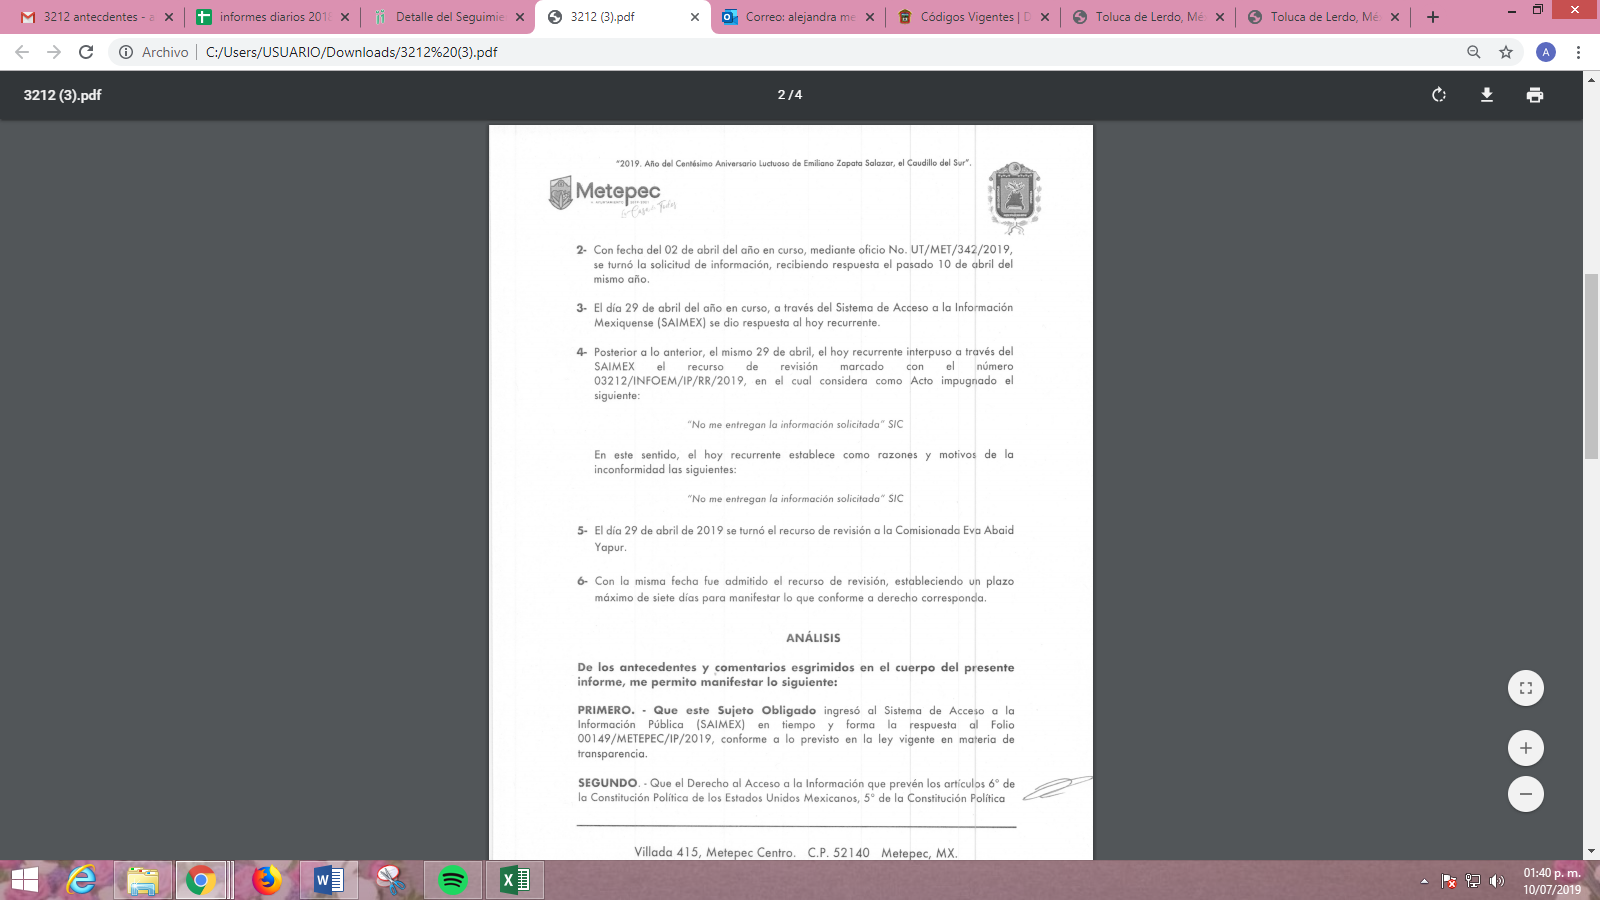 3212 antecdentes - a
informes diarios 2018
Detalle del Seguimie
3212 (3).pdf
Correo: alejandra me
Códigos Vigentes | D
Toluca de Lerdo, Mé
Toluca de Lerdo, Mé
Archivo
C:/Users/USUARIO/Downloads/3212%20(3).pdf
A
3212 (3).pdf
2 / 4
"2019. Año del Centésimo Aniversario Luctuoso de Emiliano Zapata Salazar, el Caudillo del Sur".
Metepec
2- Con fecha del 02 de abril del año en curso, mediante oficio No. UT/MET/342/2019,
se turnó la solicitud de información, recibiendo respuesta el pasado 10 de abril del
mismo año.
3- El día 29 de abril del año en curso, a través del Sistema de Acceso a la Información
Mexiquense (SAIMEX) se dio respuesta al hoy recurrente.
4- Posterior a lo anterior, el mismo 29 de abril, el hoy recurrente interpuso a través del
SAIMEX el recurso de revisión marcado con el número
03212/INFOEM/IP/RR/2019, en el cual considera como Acto impugnado el
siguiente:
"No me entregan la información solicitada" SIC
En este sentido, el hoy recurrente establece como razones y motivos de la
inconformidad las siguientes:
"No me entregan la información solicitada" SIC
5- El día 29 de abril de 2019 se turnó el recurso de revisión a la Comisionada Eva Abaid
Yapur.
6- Con la misma fecha fue admitido el recurso de revisión, estableciendo un plazo
máximo de siete días para manifestar lo que conforme a derecho corresponda.
ANÁLISIS
De los antecedentes y comentarios esgrimidos en el cuerpo del presente
informe, me permito manifestar lo siguiente:
PRIMERO. - Que este Sujeto Obligado ingresó al Sistema de Acceso a la
Información Pública (SAIMEX) en tiempo y forma la respuesta al Folio
00149/METEPEC/IP/2019, conforme a lo previsto en la ley vigente en materia de
transparencia.
SEGUNDO. - Que el Derecho al Acceso a la Información que prevén los artículos 6° de
la Constitución Política de los Estados Unidos Mexicanos, 5° de la Constitución Política
Villada 415, Metepec Centro. C.P. 52140 Metepec, MX.
01:40 p. m.
10/07/2019